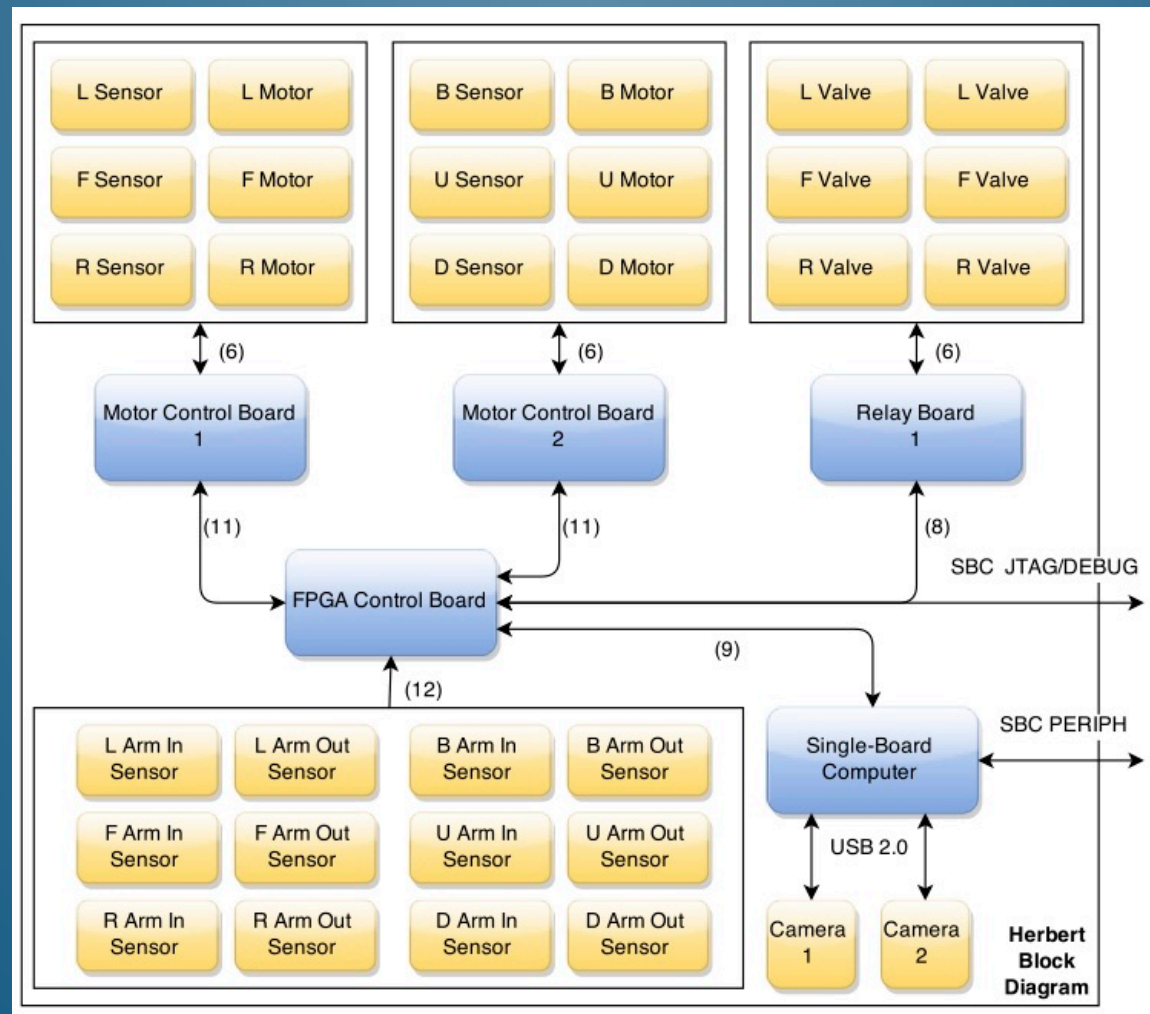 L Sensor
L Motor
B Sensor
B Motor
L Valve
L Valve
F Sensor
F Motor
U Sensor
U Motor
F Valve
F Valve
R Sensor
R Motor
D Sensor
D Motor
R Valve
R Valve
(6)
(6)
(6)
Motor Control Board
1
Motor Control Board
2
Relay Board
1
(11)
(11)
(8)
SBC JTAG/DEBUG
FPGA Control Board
(9)
(12)
SBC PERIPH
L Arm In
Sensor
L Arm Out
Sensor
B Arm In
Sensor
B Arm Out
Sensor
Single-Board
Computer
F Arm In
Sensor
F Arm Out
Sensor
U Arm In
Sensor
U Arm Out
Sensor
USB 2.0
R Arm In
Sensor
R Arm Out
Sensor
D Arm In
Sensor
D Arm Out
Sensor
Camera
1
Camera
2
Herbert
Block
Diagram